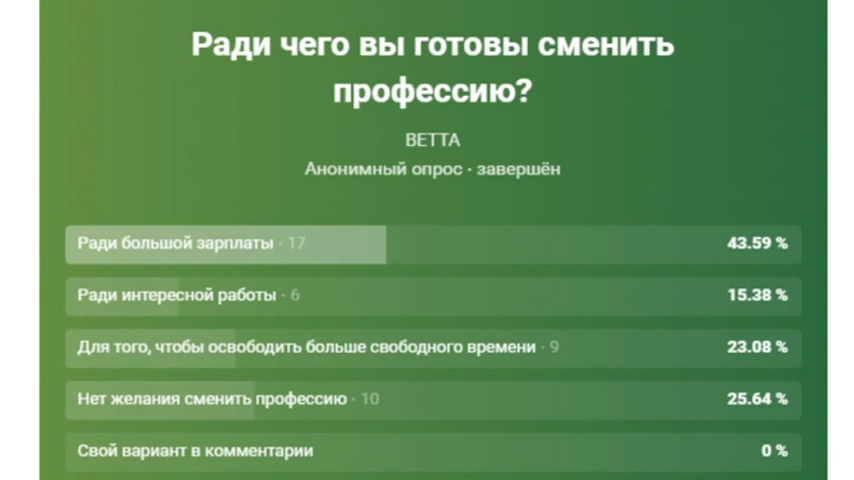 Ради чего вы готовы сменить
профессию?
ВЕТТА
Анонимный опрос · завершён
Ради большой зарплаты · 17 43.59 %
Ради интересной работы · 6 15.38 %
Для того, чтобы освободить больше свободного времени · 9 23.08 %
Нет желания сменить профессию · 10 25.64 %
Свой вариант в комментарии 0 %